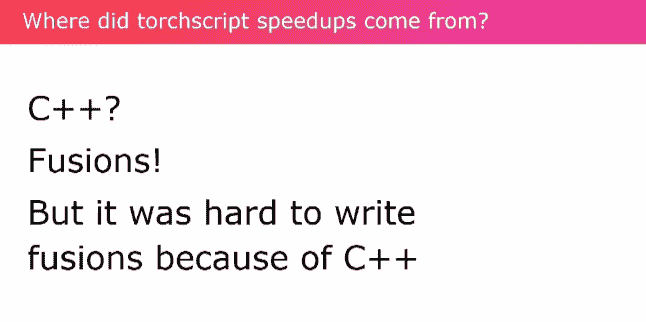 Where did torchscript speedups come from?
C++?
Fusions!
But it was hard to write
fusions because of C++